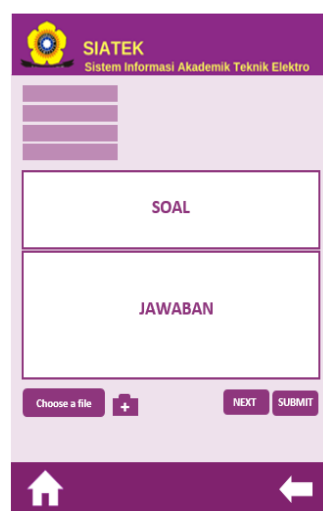 SIATEK
Sistem Informasi Akademik Teknik Elektro
SOAL
JAWABAN
Choose a file
NEXT
SUBMIT